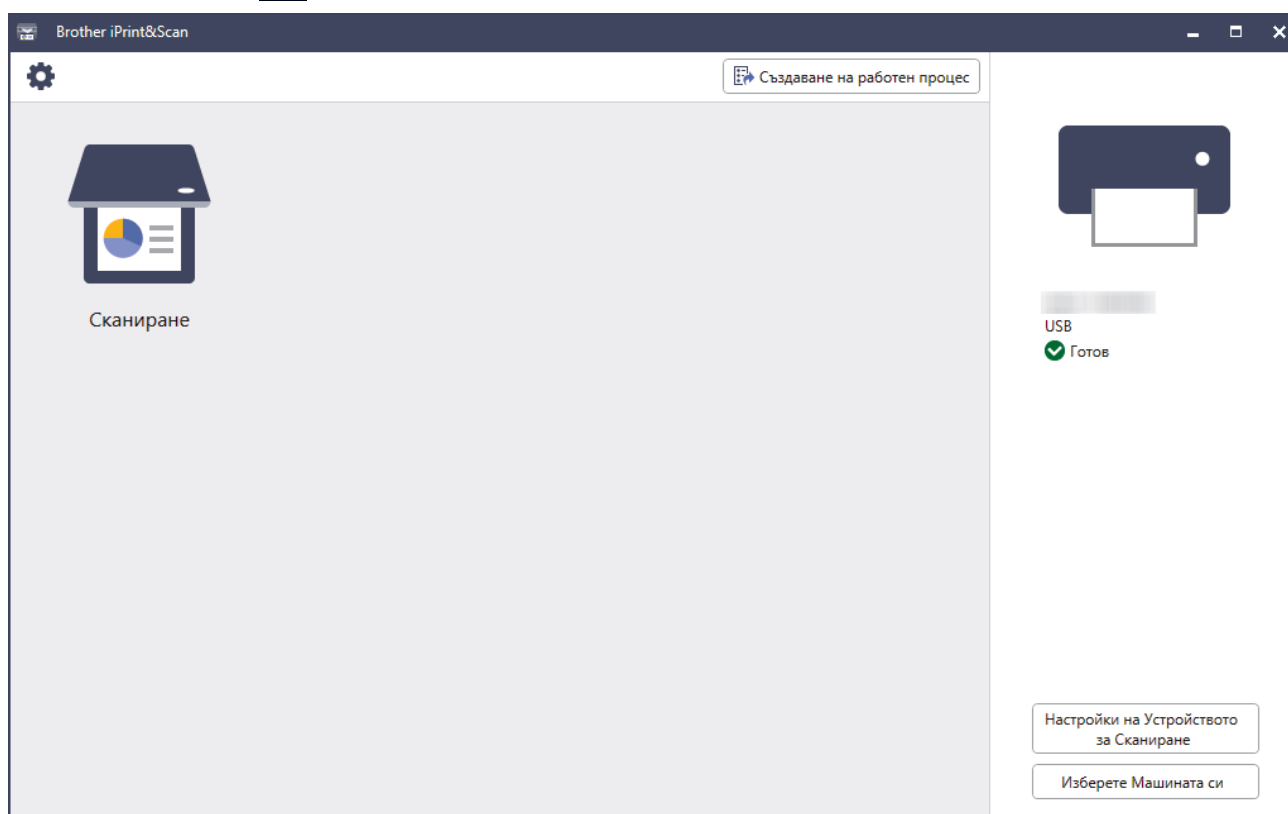 Brother iPrint&Scan
Създаване на работен процес
Сканиране
USB
Готов
Настройки на Устройството
за Сканиране
Изберете Машината си